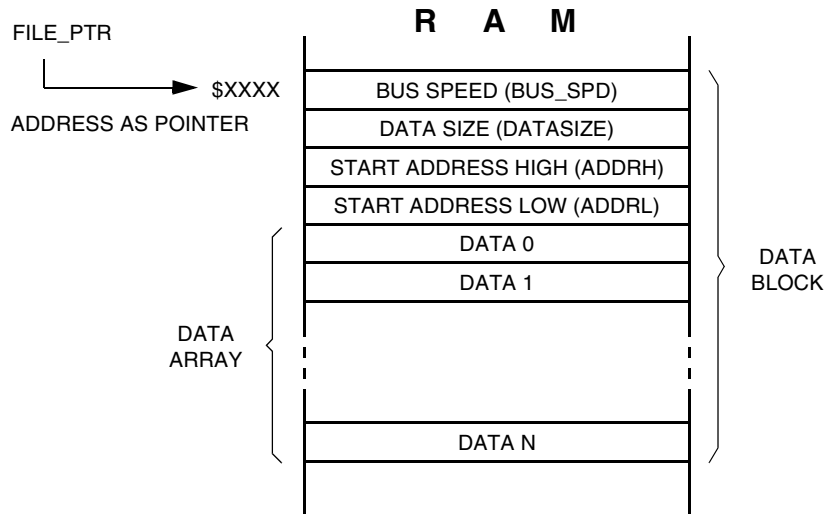 R A M
FILE_PTR
$XXXX
ADDRESS AS POINTER
BUS SPEED (BUS_SPD)
DATA SIZE (DATASIZE)
START ADDRESS HIGH (ADDRH)
START ADDRESS LOW (ADDRL)
DATA 0
DATA 1
DATA N
DATA
ARRAY
DATA
BLOCK